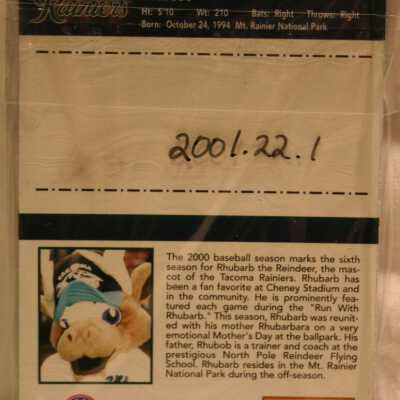 Rainiers
Ht: 5'10 Wt: 210 Bats: Right Throws: Right
Born: October 24, 1994 Mt. Rainier National Park
2001.22.1
The 2000 baseball season marks the sixth
season for Rhubarb the Reindeer, the mas-
cot of the Tacoma Rainiers. Rhubarb has
been a fan favorite at Cheney Stadium and
in the community. He is prominently fea-
tured each game during the "Run With
Rhubarb." This season, Rhubarb was reunit-
ed with his mother Rhubarbara on a very
emotional Mother's Day at the ballpark. His
father, Rhubob is a trainer and coach at the
prestigious North Pole Reindeer Flying
School. Rhubarb resides in the Mt. Rainier
National Park during the off-season.